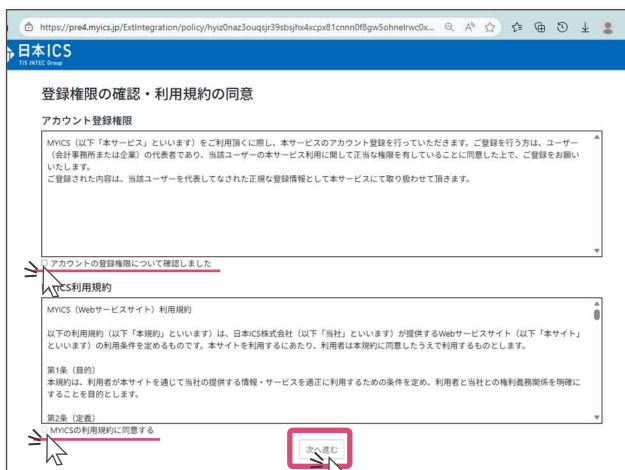 https://pre4.myics.jp/ExtIntegration/policy/hyiz0naz3ouqsjr39sbsjhx4xcpx81cnnn0f8gw5ohnelrwc0x...
日本ICS
TIS INTEC Group
登録権限の確認・利用規約の同意
アカウント登録権限
MYICS（以下「本サービス」といいます）をご利用頂くに際し、本サービスのアカウント登録を行っていただきます。ご登録を行う方は、ユーザー
（会計事務所または企業）の代表者であり、当該ユーザーの本サービス利用に関して正当な権限を有していることに同意した上で、ご登録をお願い
いたします。
ご登録された内容は、当該ユーザーを代表してなされた正規な登録情報として本サービスにて取り扱わせて頂きます。
アカウントの登録権限について確認しました
ICS利用規約
MYICS（Webサービスサイト）利用規約
以下の利用規約（以下「本規約」といいます）は、日本ICS株式会社（以下「当社」といいます）が提供するWebサービスサイト（以下「本サイト」
といいます）の利用条件を定めるものです。本サイトを利用するにあたり、利用者は本規約に同意したうえで利用するものとします。
第1条（目的）
本規約は、利用者が本サイトを通じて当社の提供する情報・サービスを適正に利用するための条件を定め、利用者と当社との権利義務関係を明確に
することを目的とします。
第2条（定義）
MYICSの利用規約に同意する
次へ進む